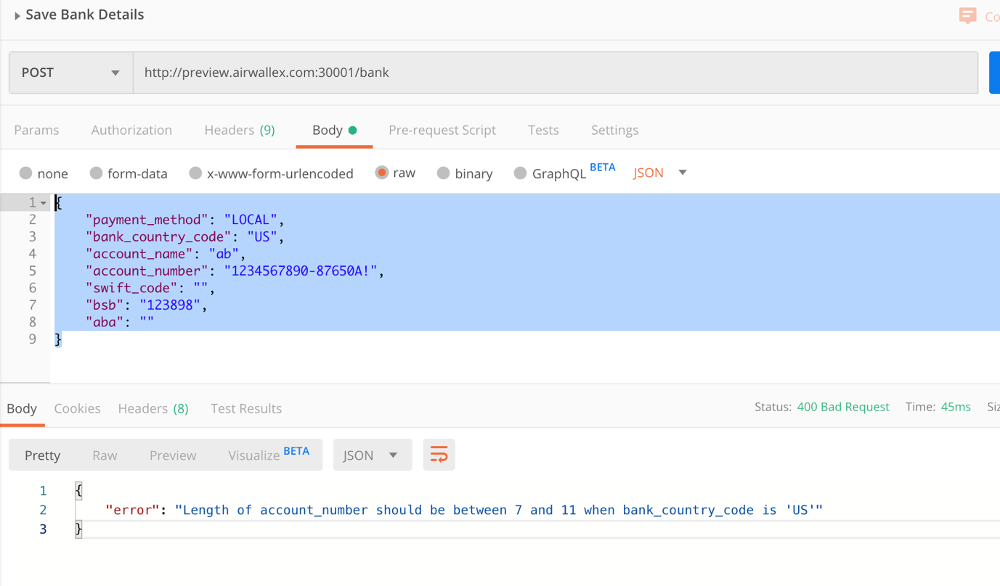 Save Bank Details
Co
POST
http://preview.airwallex.com:30001/bank
Params Authorization Headers (9) Body Pre-request Script Tests Settings
none form-data x-www-form-urlencoded raw binary GraphQL BETA JSON
1 {
2 "payment_method": "LOCAL",
3 "bank_country_code": "US",
4 "account_name": "ab",
5 "account_number": "1234567890-87650A!",
6 "swift_code": "",
7 "bsb": "123898",
8 "aba": ""
9 }
Body Cookies Headers (8) Test Results Status: 400 Bad Request Time: 45ms Siz
Pretty Raw Preview Visualize BETA JSON
1 {
2 "error": "Length of account_number should be between 7 and 11 when bank_country_code is 'US'"
3 }